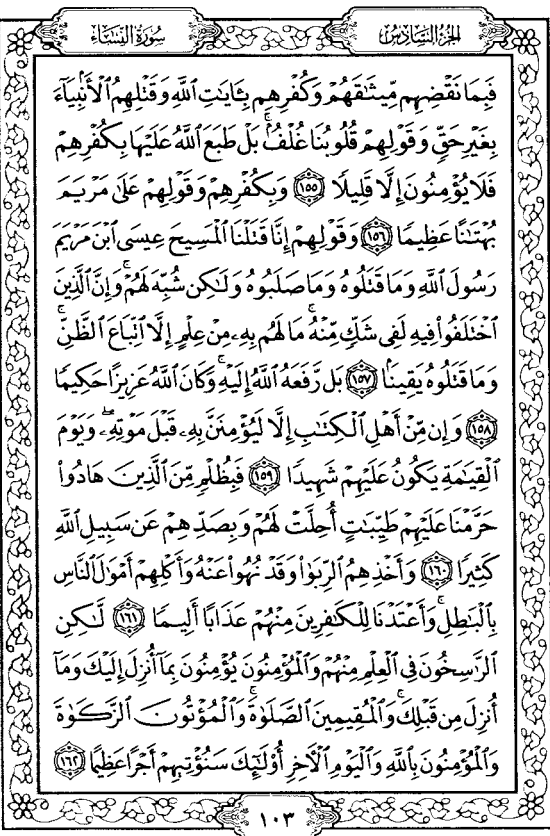 الجزء السادس
سورة النساء
فَبِمَا نَقْضِهِم مِّيثَٰقَهُمْ وَكُفْرِهِم بِـَٔايَٰتِ ٱللَّهِ وَقَتْلِهِمُ ٱلْأَنۢبِيَآءَ
بِغَيْرِ حَقٍّ وَقَوْلِهِمْ قُلُوبُنَا غُلْفٌۢ ۚ بَلْ طَبَعَ ٱللَّهُ عَلَيْهَا بِكُفْرِهِمْ
فَلَا يُؤْمِنُونَ إِلَّا قَلِيلًا ١٥٥ وَبِكُفْرِهِمْ وَقَوْلِهِمْ عَلَىٰ مَرْيَمَ
بُهْتَٰنًا عَظِيمًا ١٥٦ وَقَوْلِهِمْ إِنَّا قَتَلْنَا ٱلْمَسِيحَ عِيسَى ٱبْنَ مَرْيَمَ
رَسُولَ ٱللَّهِ وَمَا قَتَلُوهُ وَمَا صَلَبُوهُ وَلَٰكِن شُبِّهَ لَهُمْ ۚ وَإِنَّ ٱلَّذِينَ
ٱخْتَلَفُوا۟ فِيهِ لَفِى شَكٍّ مِّنْهُ ۚ مَا لَهُم بِهِۦ مِنْ عِلْمٍ إِلَّا ٱتِّبَاعَ ٱلظَّنِّ ۚ
وَمَا قَتَلُوهُ يَقِينًۢا ١٥٧ بَل رَّفَعَهُ ٱللَّهُ إِلَيْهِ ۚ وَكَانَ ٱللَّهُ عَزِيزًا حَكِيمًا
١٥٨ وَإِن مِّنْ أَهْلِ ٱلْكِتَٰبِ إِلَّا لَيُؤْمِنَنَّ بِهِۦ قَبْلَ مَوْتِهِۦ ۖ وَيَوْمَ
ٱلْقِيَٰمَةِ يَكُونُ عَلَيْهِمْ شَهِيدًا ١٥٩ فَبِظُلْمٍ مِّنَ ٱلَّذِينَ هَادُوا۟
حَرَّمْنَا عَلَيْهِمْ طَيِّبَٰتٍ أُحِلَّتْ لَهُمْ وَبِصَدِّهِمْ عَن سَبِيلِ ٱللَّهِ
كَثِيرًا ١٦٠ وَأَخْذِهِمُ ٱلرِّبَوٰا۟ وَقَدْ نُهُوا۟ عَنْهُ وَأَكْلِهِمْ أَمْوَٰلَ ٱلنَّاسِ
بِٱلْبَٰطِلِ ۚ وَأَعْتَدْنَا لِلْكَٰفِرِينَ مِنْهُمْ عَذَابًا أَلِيمًا ١٦١ لَّٰكِنِ
ٱلرَّٰسِخُونَ فِى ٱلْعِلْمِ مِنْهُمْ وَٱلْمُؤْمِنُونَ يُؤْمِنُونَ بِمَآ أُنزِلَ إِلَيْكَ وَمَآ
أُنزِلَ مِن قَبْلِكَ ۚ وَٱلْمُقِيمِينَ ٱلصَّلَوٰةَ ۚ وَٱلْمُؤْتُونَ ٱلزَّكَوٰةَ
وَٱلْمُؤْمِنُونَ بِٱللَّهِ وَٱلْيَوْمِ ٱلْـَٔاخِرِ أُو۟لَٰٓئِكَ سَنُؤْتِيهِمْ أَجْرًا عَظِيمًا ١٦٢
١٠٣